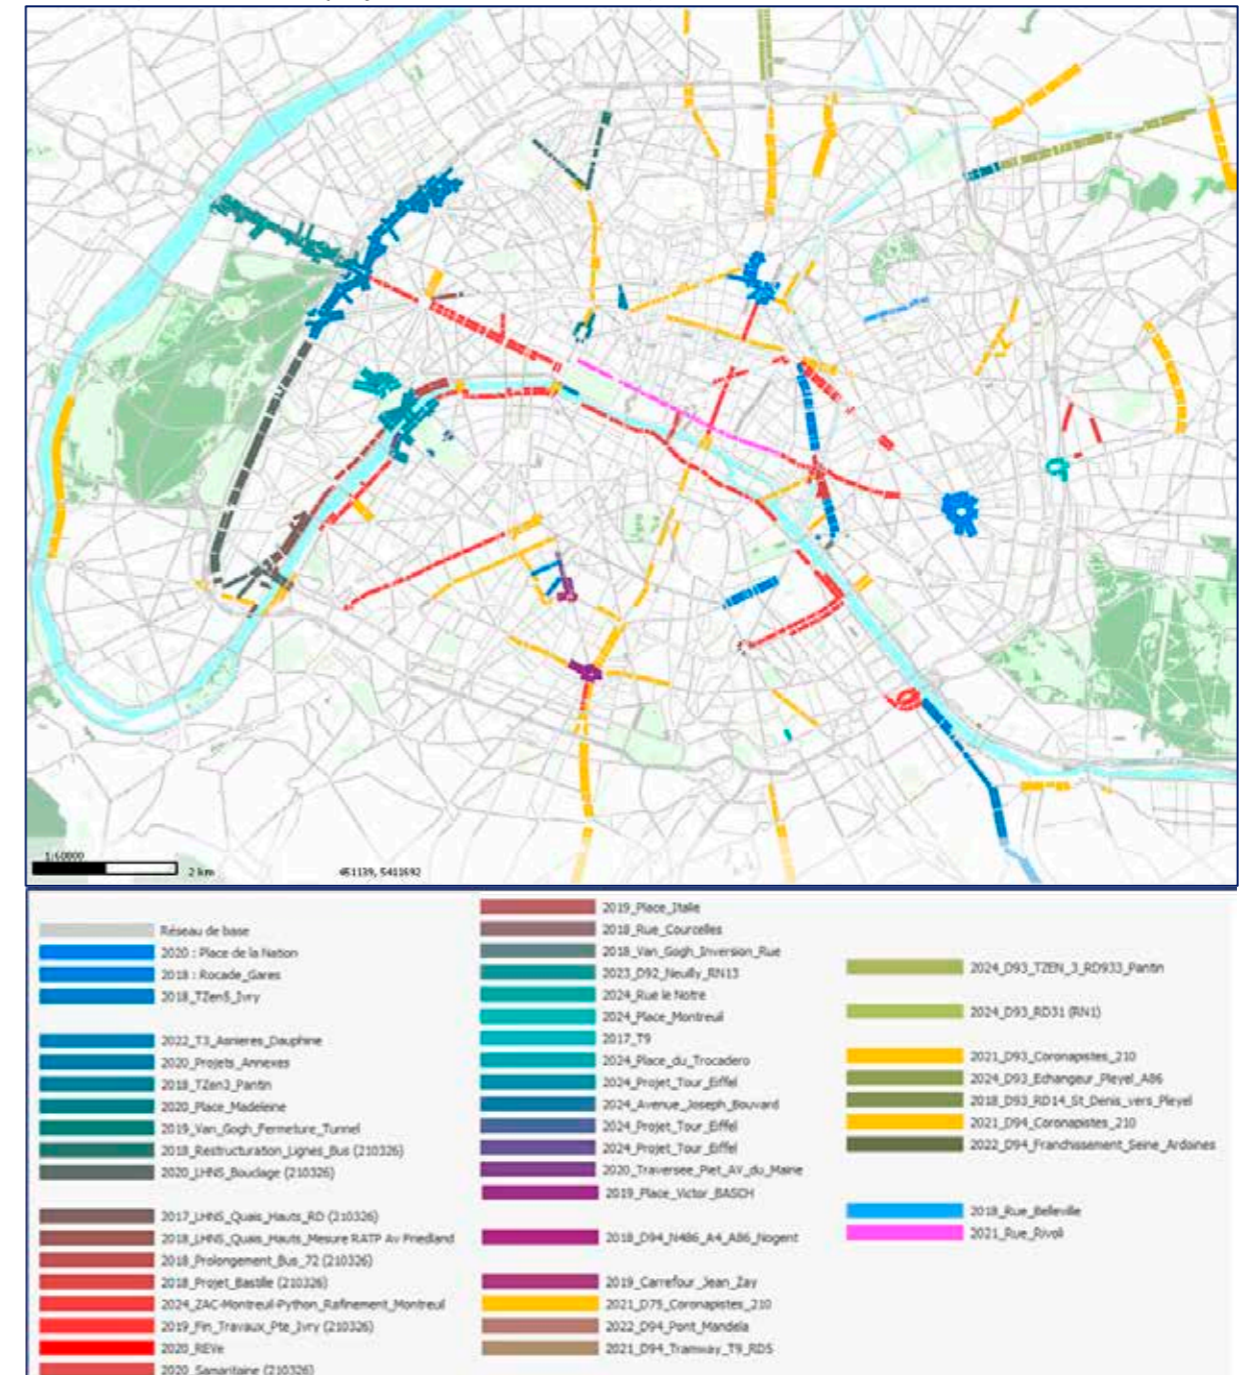 1:60000
2 km
451139, 5411692
Réseau de base
2020 : Place de la Nation
2018 : Rocade_Gares
2018_TZen5_Ivry
2022_T3_Asnieres_Dauphine
2020_Projets_Annexes
2018_TZen3_Pantin
2020_Place_Madeleine
2019_Van_Gogh_Fermeture_Tunnel
2018_Restructuration_Lignes_Bus (210326)
2020_LHNS_Bouclage (210326)
2017_LHNS_Quais_Hauts_RD (210326)
2018_LHNS_Quais_Hauts_Mesure RATP Av Friedland
2018_Prolongement_Bus_72 (210326)
2018_Projet_Bastille (210326)
2024_ZAC-Montreuil-Python_Rafinement_Montreuil
2019_Fin_Travaux_Pte_Ivry (210326)
2020_REVe
2020_Samaritaine (210326)
2019_Place_Italie
2018_Rue_Courcelles
2018_Van_Gogh_Inversion_Rue
2023_D92_Neuilly_RN13
2024_Rue le Notre
2024_Place_Montreuil
2017_T9
2024_Place_du_Trocadero
2024_Projet_Tour_Eiffel
2024_Avenue_Joseph_Bouvard
2024_Projet_Tour_Eiffel
2024_Projet_Tour_Eiffel
2020_Traversee_Piet_AV_du_Maine
2019_Place_Victor_BASCH
2018_D94_N486_A4_A86_Nogent
2019_Carrefour_Jean_Zay
2021_D75_Coronapistes_210
2022_D94_Pont_Mandela
2021_D94_Tramway_T9_RD5
2024_D93_TZEN_3_RD933_Pantin
2024_D93_RD31 (RN1)
2021_D93_Coronapistes_210
2024_D93_Echangeur_Pleyel_A86
2018_D93_RD14_St_Denis_vers_Pleyel
2021_D94_Coronapistes_210
2022_D94_Franchissement_Seine_Ardoines
2018_Rue_Belleville
2021_Rue_Rivoli